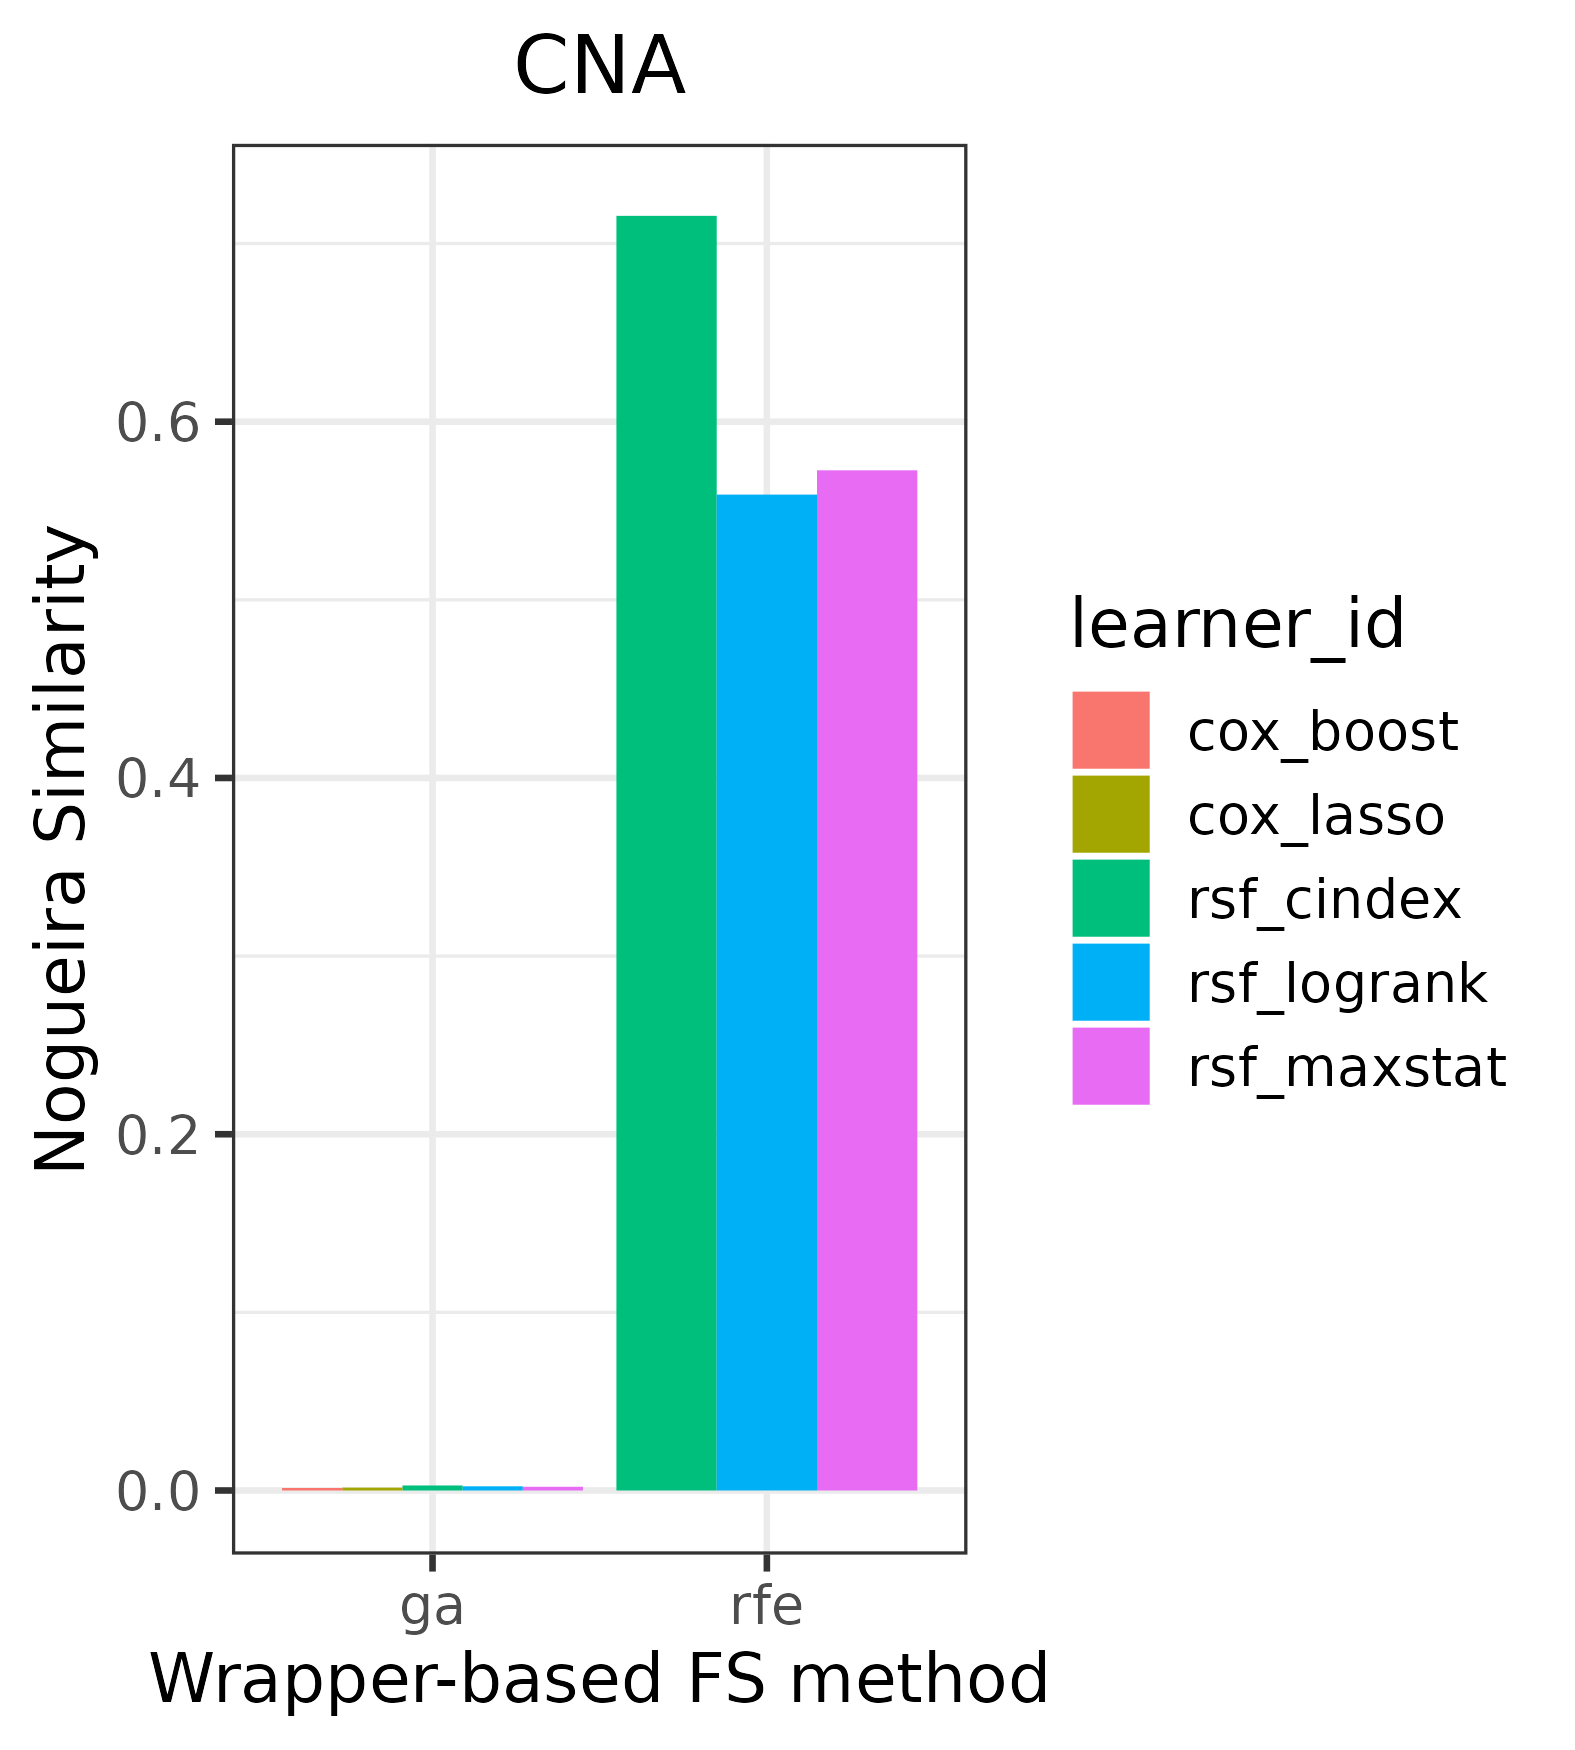 CNA
Nogueira Similarity
0.6
0.4
0.2
0.0
ga
rfe
Wrapper-based FS method
learner_id
cox_boost
cox_lasso
rsf_cindex
rsf_logrank
rsf_maxstat